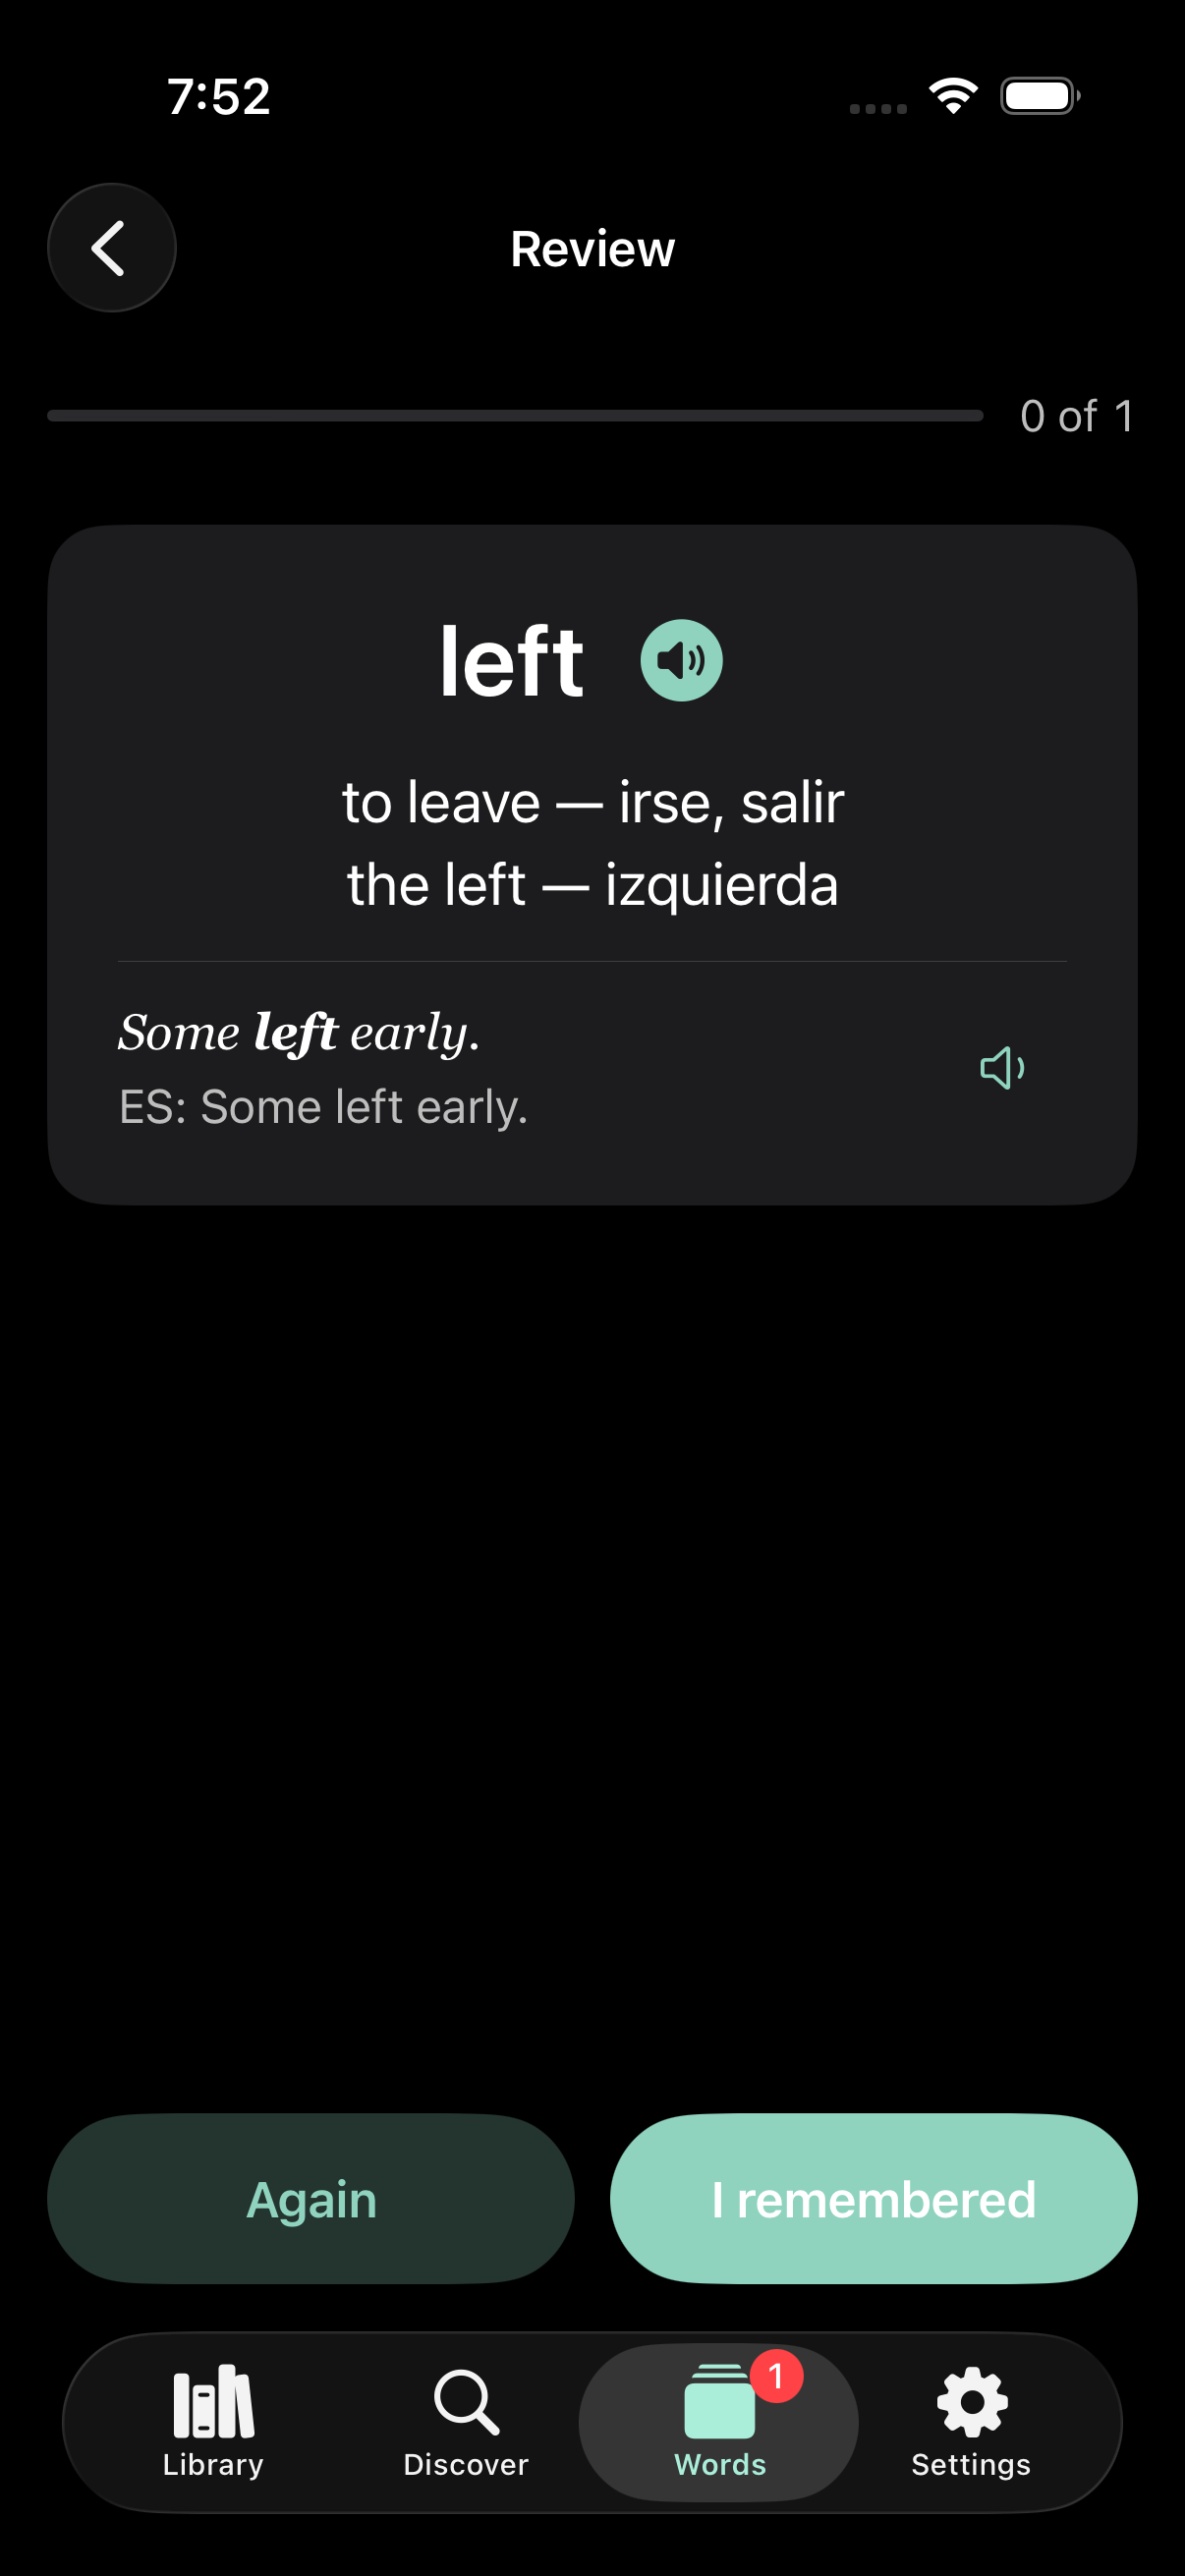 7:52
Review
0 of 1
left
to leave — irse, salir
the left — izquierda
Some left early.
ES: Some left early.
Again
I remembered
1
Library
Discover
Words
Settings